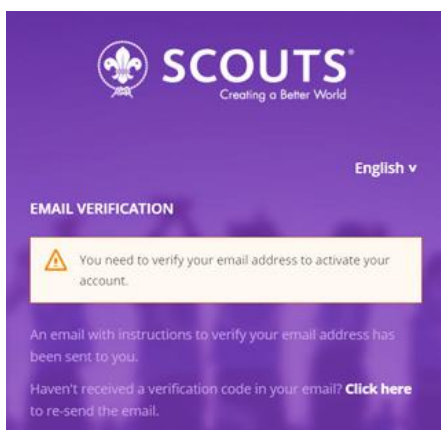 SCOUTS®
Creating a Better World
English v
EMAIL VERIFICATION
You need to verify your email address to activate your
account.
An email with instructions to verify your email address has
been sent to you.
Haven't received a verification code in your email? Click here
to re-send the email.